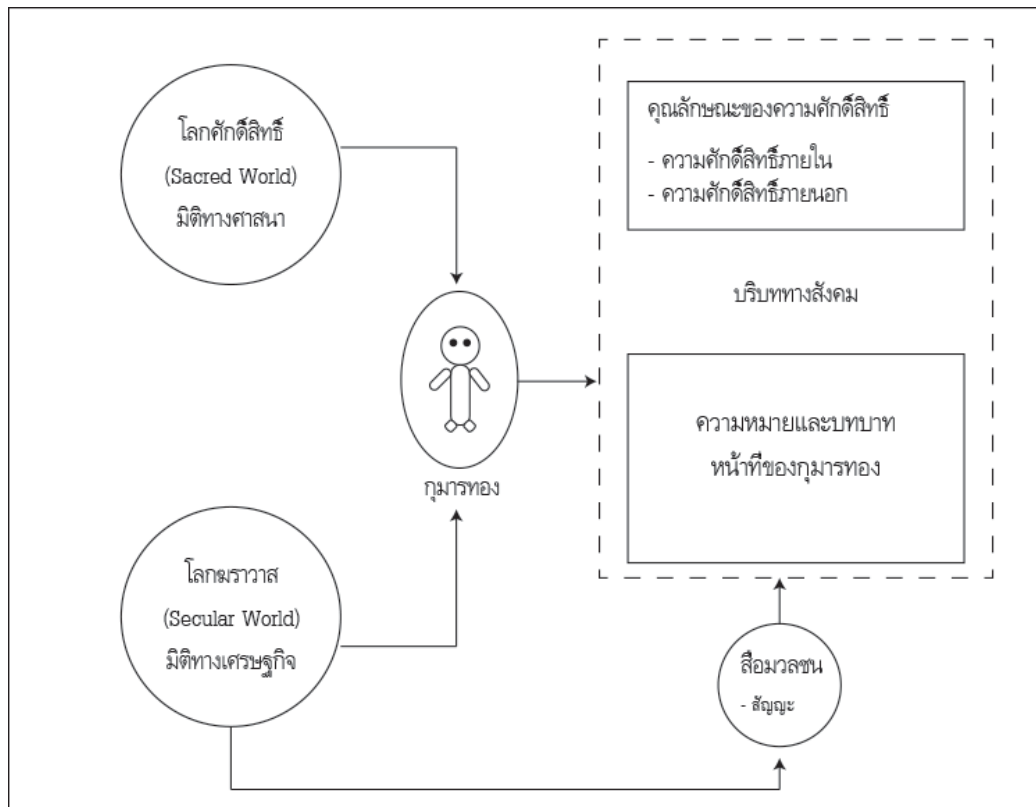 โลกศักดิ์สิทธิ์
(Sacred World)
มิติทางศาสนา
คุณลักษณะของความศักดิ์สิทธิ์
- ความศักดิ์สิทธิ์ภายใน
- ความศักดิ์สิทธิ์ภายนอก
บริบททางสังคม
กุมารทอง
ความหมายและบทบาท
หน้าที่ของกุมารทอง
โลกฆราวาส
(Secular World)
มิติทางเศรษฐกิจ
สื่อมวลชน
- สัญญะ